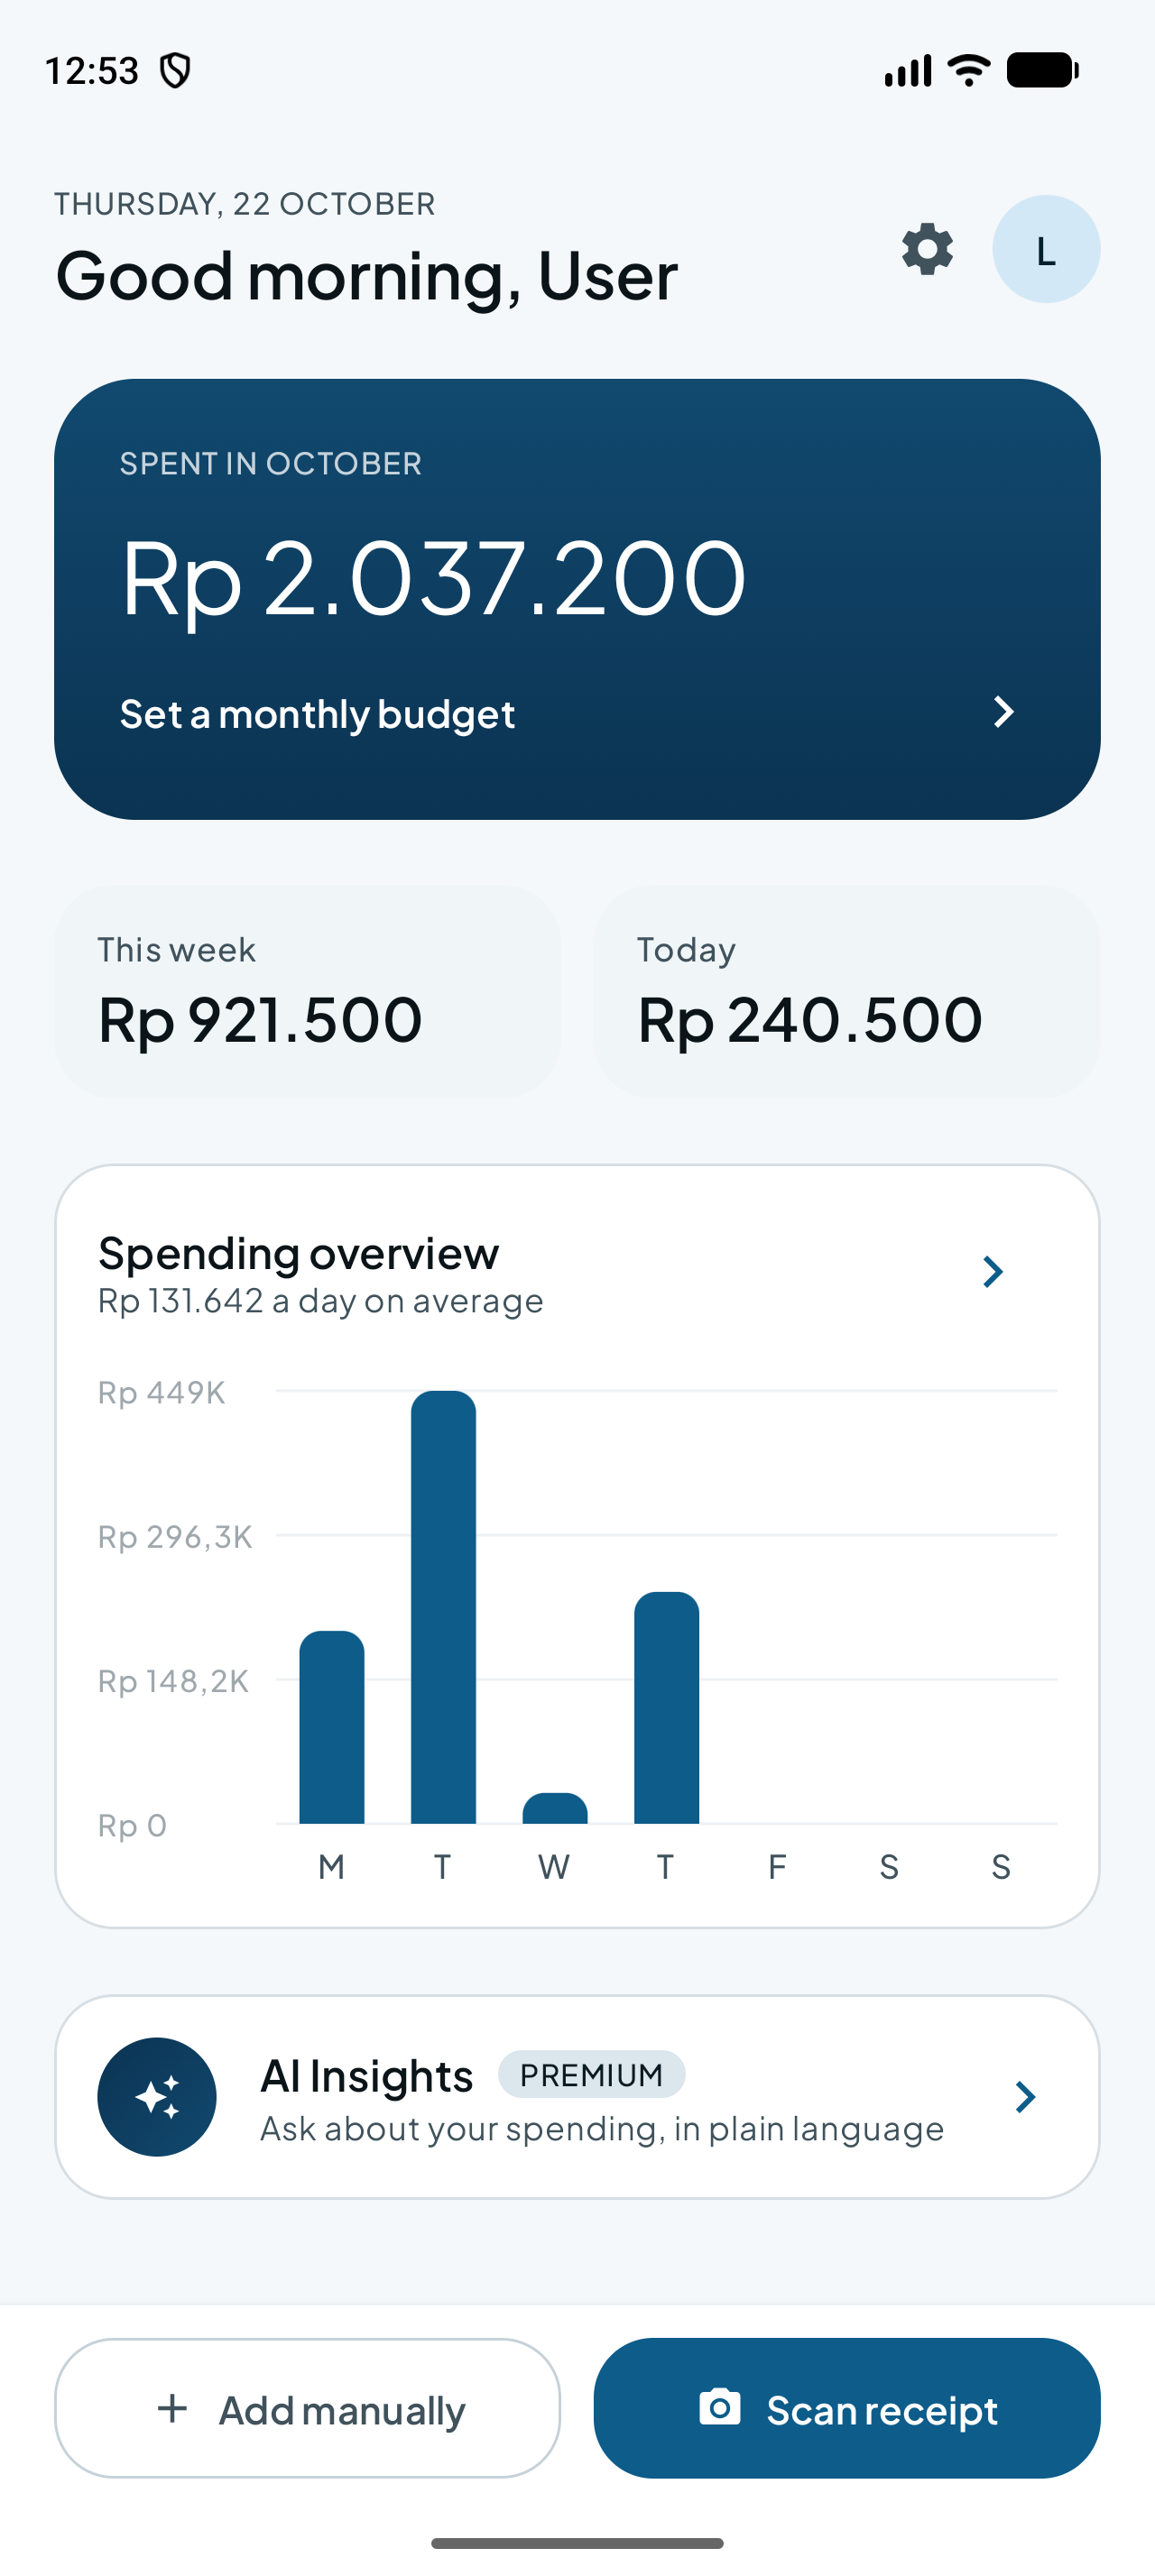 12:53
THURSDAY, 22 OCTOBER
Good morning, User
L
SPENT IN OCTOBER
Rp 2.037.200
Set a monthly budget
This week
Rp 921.500
Today
Rp 240.500
Spending overview
Rp 131.642 a day on average
Rp 449K
Rp 296,3K
Rp 148,2K
Rp 0
M T W T F S S
AI Insights PREMIUM
Ask about your spending, in plain language
Add manually
Scan receipt